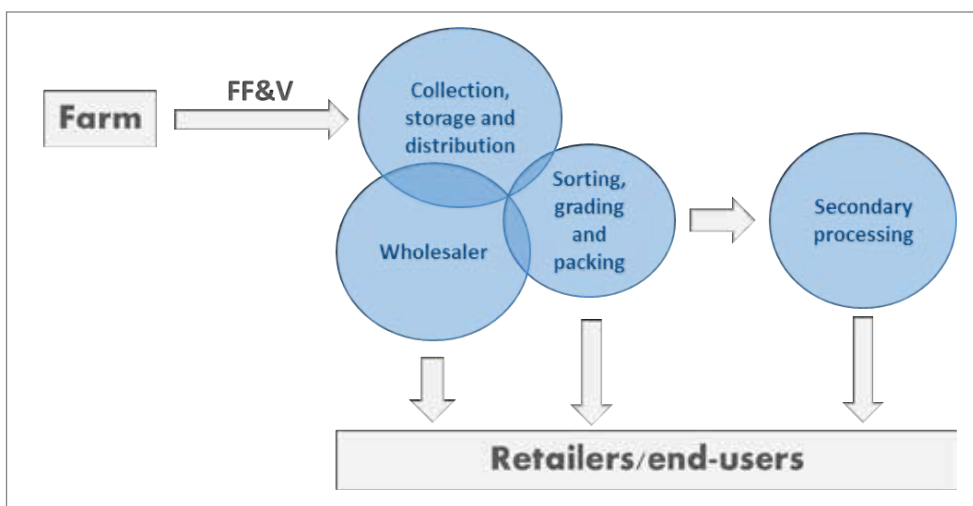 FF&V
Farm
Collection,
storage and
distribution
Sorting,
grading
and
packing
Wholesaler
Secondary
processing
Retailers/end-users